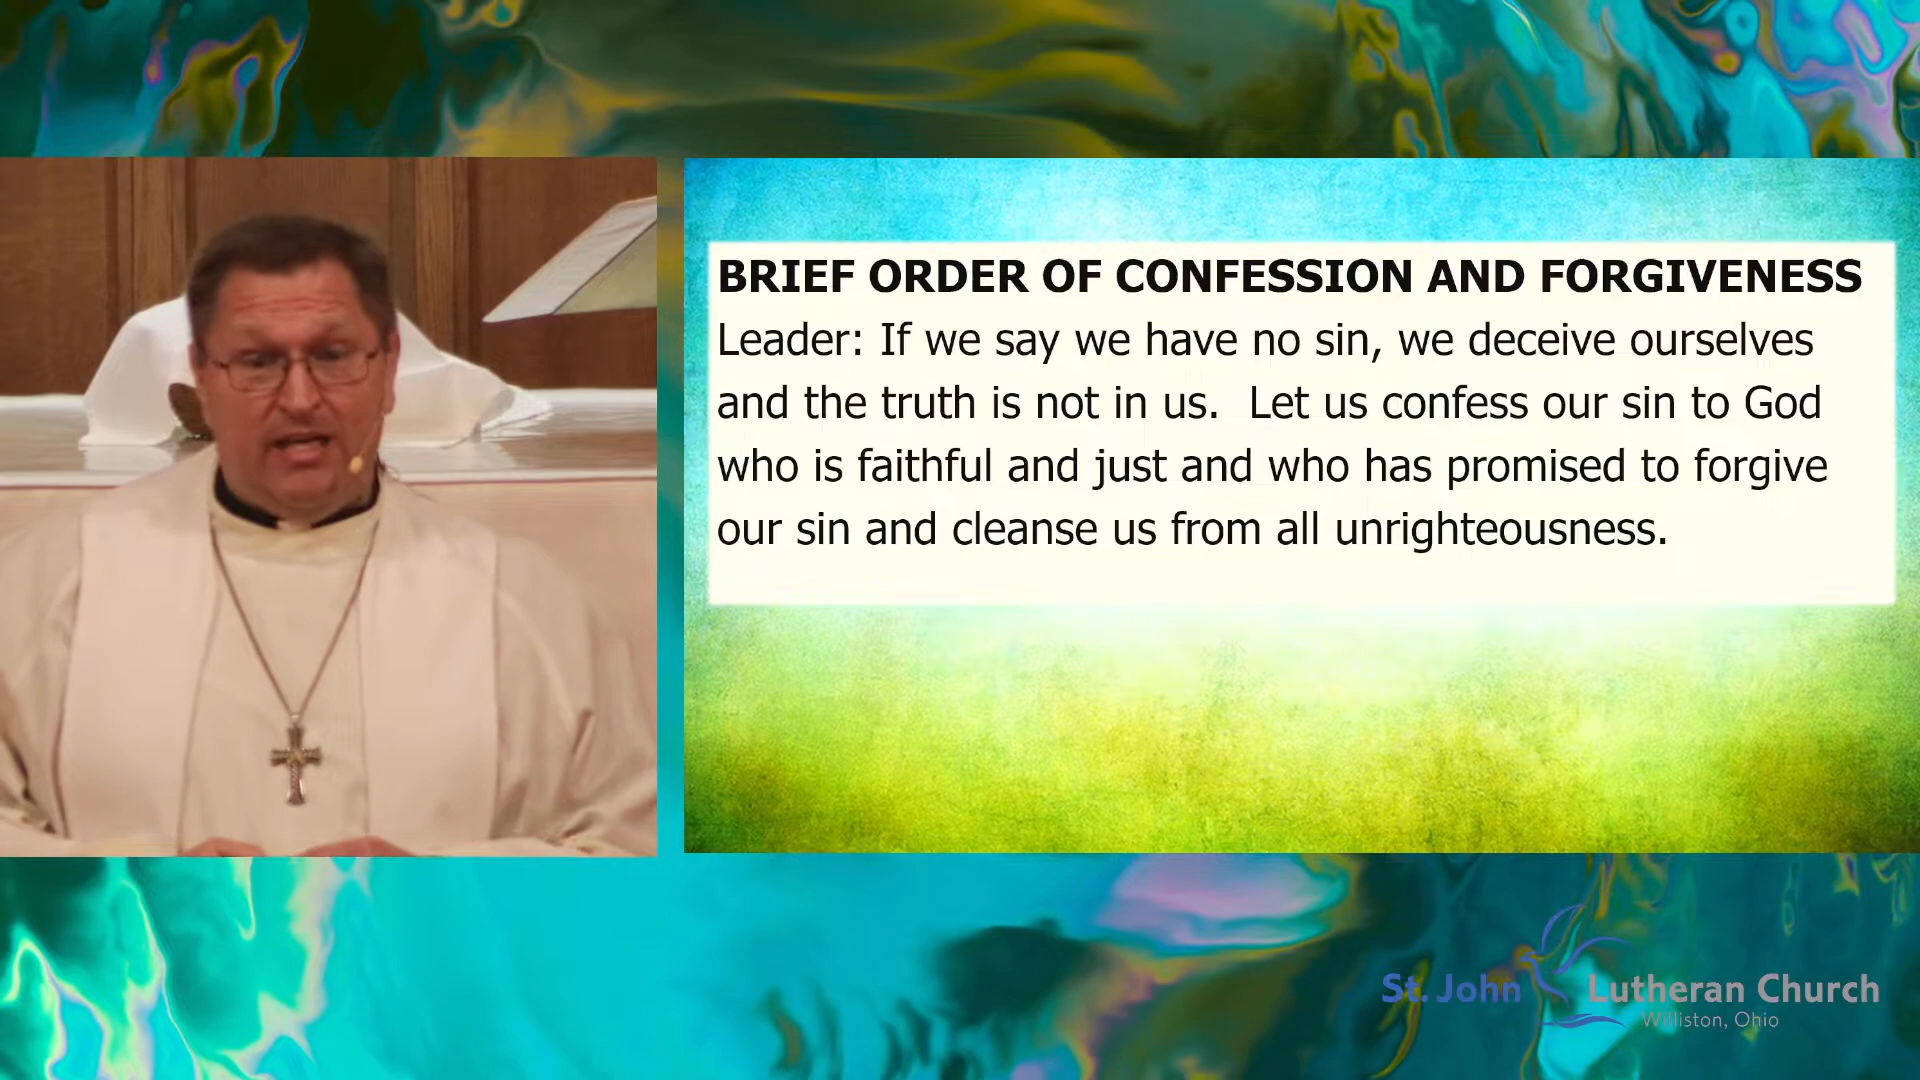 BRIEF ORDER OF CONFESSION AND FORGIVENESS
Leader: If we say we have no sin, we deceive ourselves
and the truth is not in us.  Let us confess our sin to God
who is faithful and just and who has promised to forgive
our sin and cleanse us from all unrighteousness.
St. John Lutheran Church
Williston, Ohio